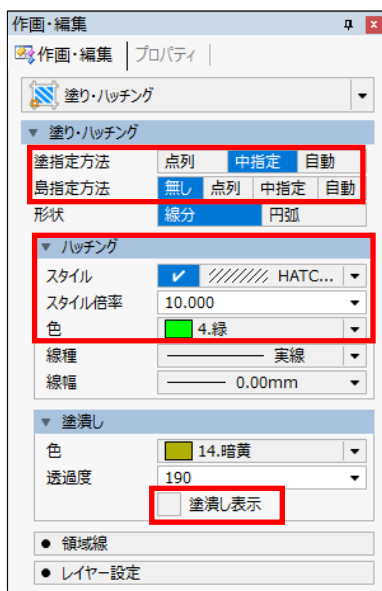 作画・編集
作画・編集 プロパティ
塗り・ハッチング
塗り・ハッチング
塗指定方法 点列 中指定 自動
島指定方法 無し 点列 中指定 自動
形状 線分 円弧
ハッチング
スタイル HATC...
スタイル倍率 10.000
色 4.緑
線種 実線
線幅 0.00mm
塗潰し
色 14.暗黄
透過度 190
塗潰し表示
領域線
レイヤー設定